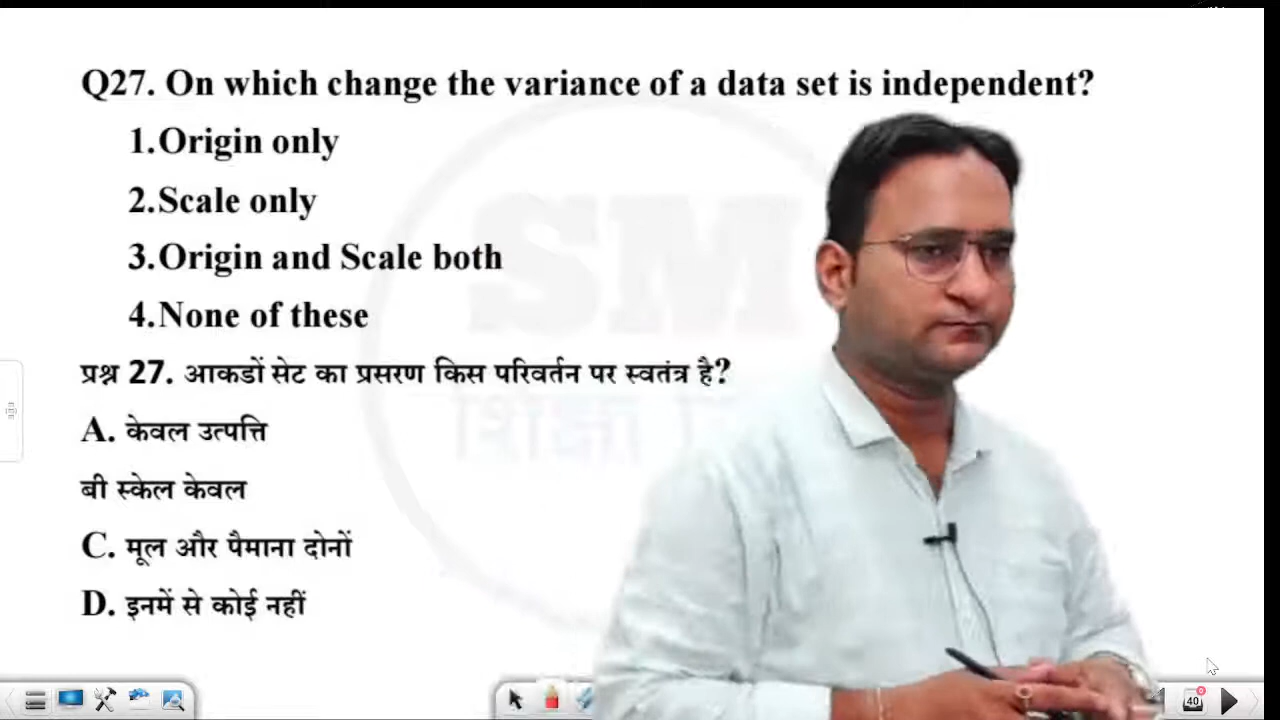 Q27. On which change the variance of a data set is independent?
1.Origin only
2.Scale only
3.Origin and Scale both
4.None of these
प्रश्न 27. आकडों सेट का प्रसरण किस परिवर्तन पर स्वतंत्र है?
A. केवल उत्पत्ति
बी स्केल केवल
C. मूल और पैमाना दोनों
D. इनमें से कोई नहीं
SM
शिक्षा
40